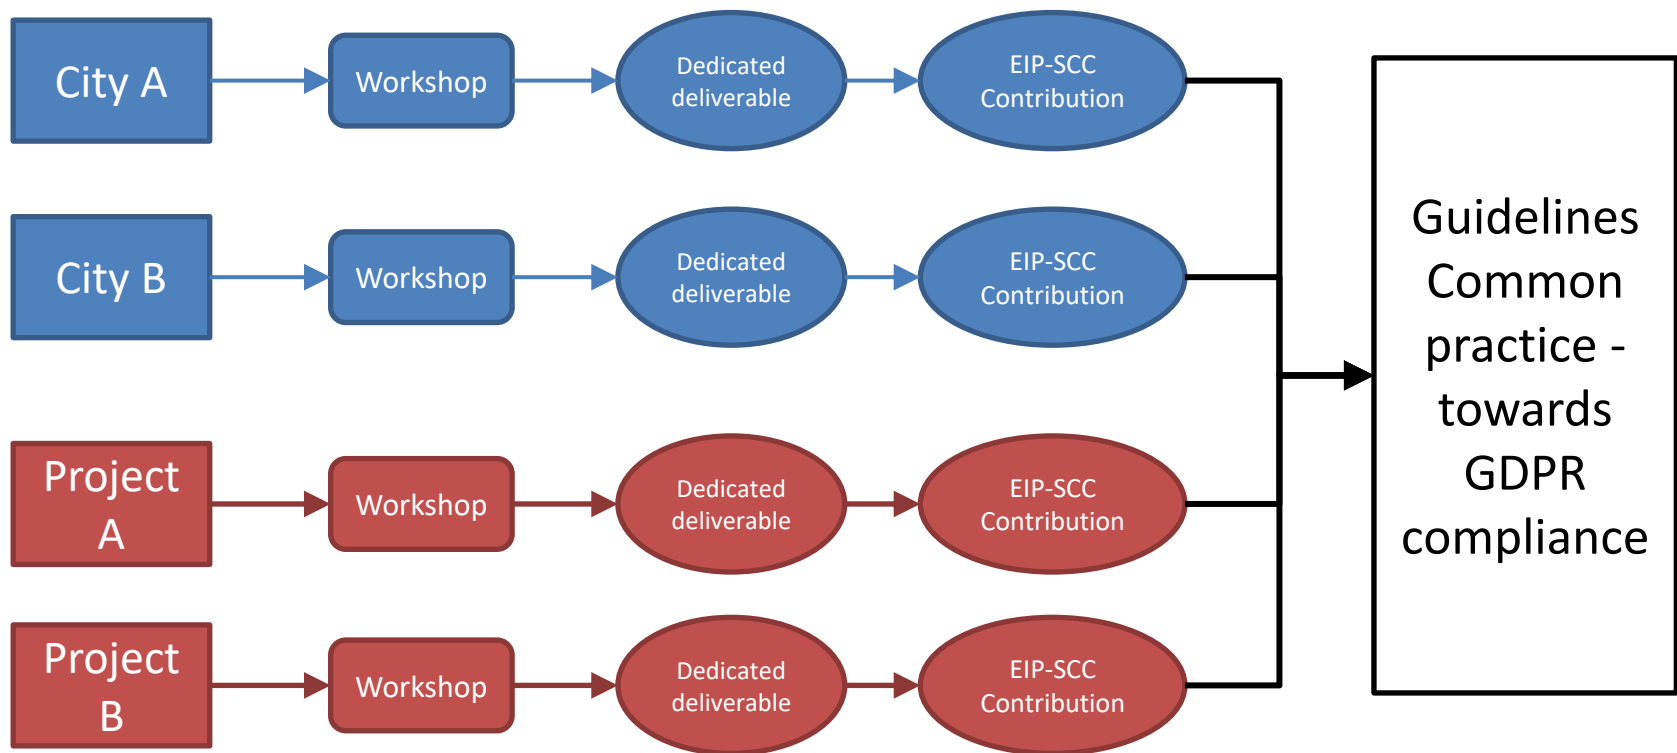 City A
Workshop
Dedicated
deliverable
EIP-SCC
Contribution
City B
Workshop
Dedicated
deliverable
EIP-SCC
Contribution
Project
A
Workshop
Dedicated
deliverable
EIP-SCC
Contribution
Project
B
Workshop
Dedicated
deliverable
EIP-SCC
Contribution
Guidelines
Common
practice -
towards
GDPR
compliance